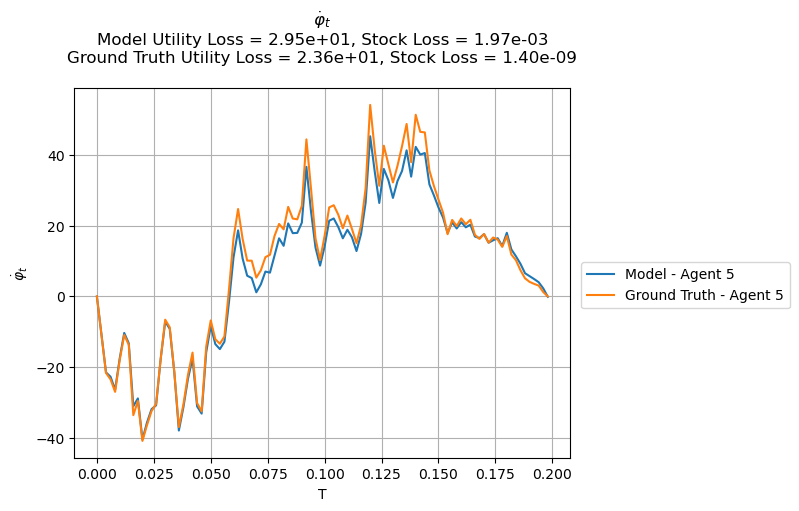 φ̇ₜ
Model Utility Loss = 2.95e+01, Stock Loss = 1.97e-03
Ground Truth Utility Loss = 2.36e+01, Stock Loss = 1.40e-09
φ̇ₜ
40
20
0
−20
−40
0.000 0.025 0.050 0.075 0.100 0.125 0.150 0.175 0.200
T
Model - Agent 5
Ground Truth - Agent 5